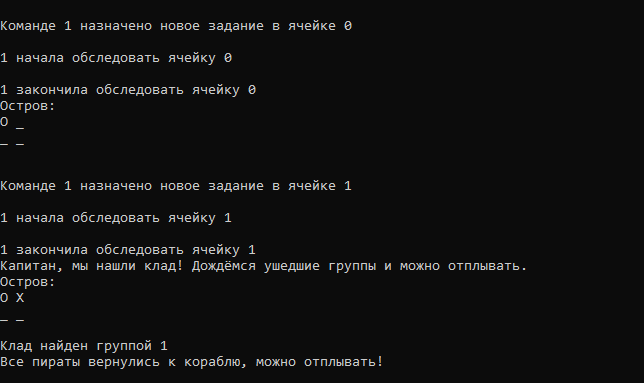 Команде 1 назначено новое задание в ячейке 0
1 начала обследовать ячейку 0
1 закончила обследовать ячейку 0
Остров:
O _
_ _
Команде 1 назначено новое задание в ячейке 1
1 начала обследовать ячейку 1
1 закончила обследовать ячейку 1
Капитан, мы нашли клад! Дождёмся ушедшие группы и можно отплывать.
Остров:
O X
_ _
Клад найден группой 1
Все пираты вернулись к кораблю, можно отплывать!